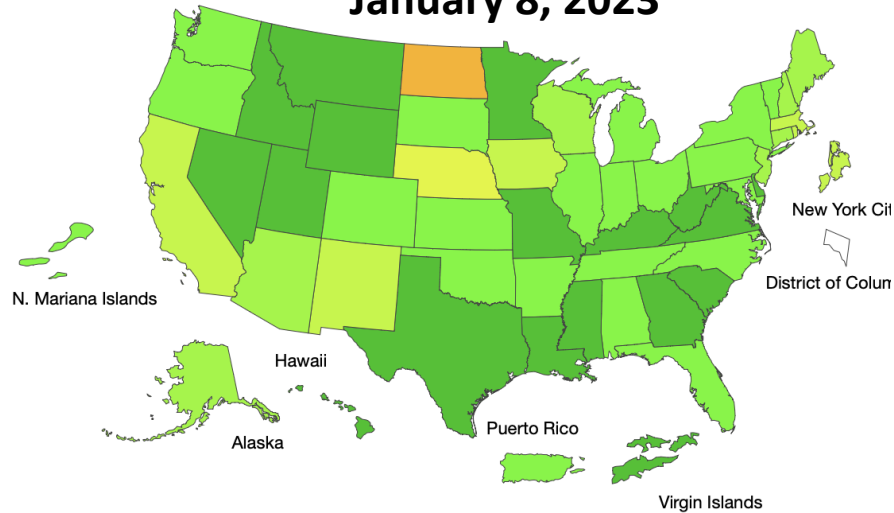 January 8, 2023
New York Cit
District of Colum
N. Mariana Islands
Hawaii
Alaska
Puerto Rico
Virgin Islands